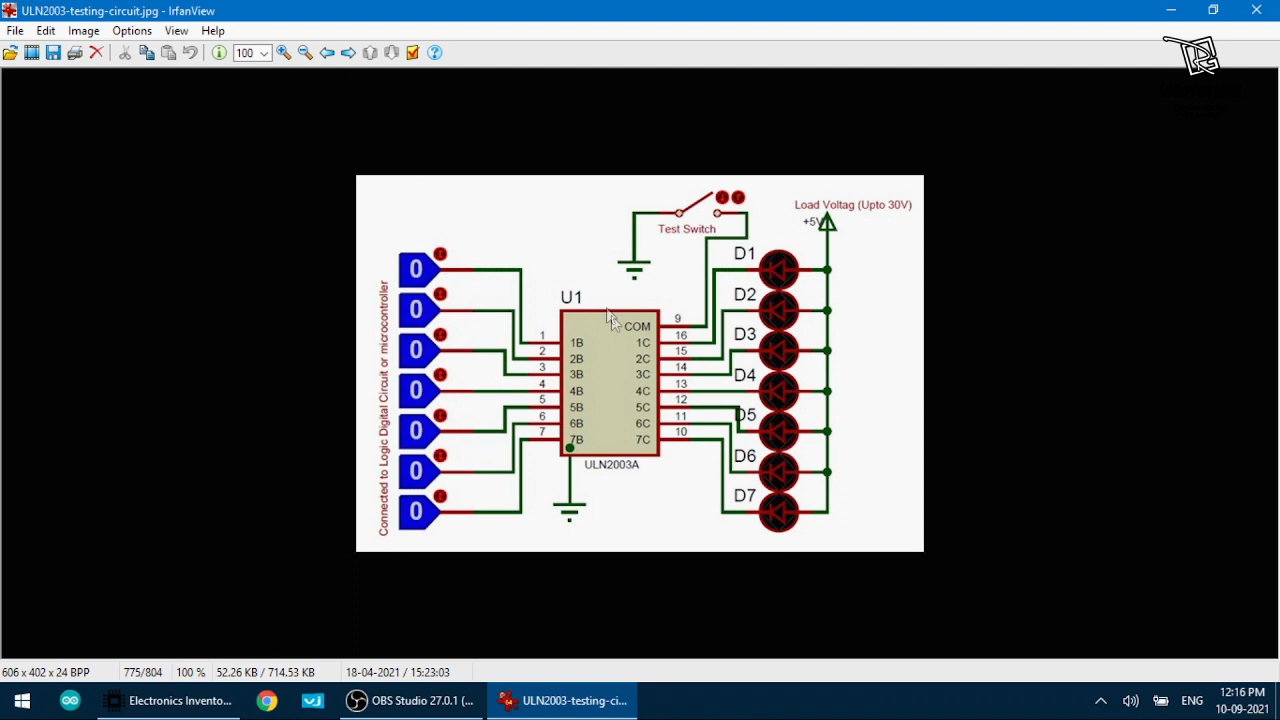 ULN2003-testing-circuit.jpg - IrfanView
File Edit Image Options View Help
100
Load Voltag (Upto 30V)
+5V
Test Switch
Connected to Logic Digital Circuit or microcontroller
0
0
0
0
0
0
0
U1
COM 9
1 1B 1C 16
2 2B 2C 15
3 3B 3C 14
4 4B 4C 13
5 5B 5C 12
6 6B 6C 11
7 7B 7C 10
ULN2003A
D1
D2
D3
D4
D5
D6
D7
606 x 402 x 24 BPP 775/804 100 % 52.26 KB / 714.53 KB 18-04-2021 / 15:23:03
Electronics Invento... OBS Studio 27.0.1 (... ULN2003-testing-ci... ENG 12:16 PM
10-09-2021